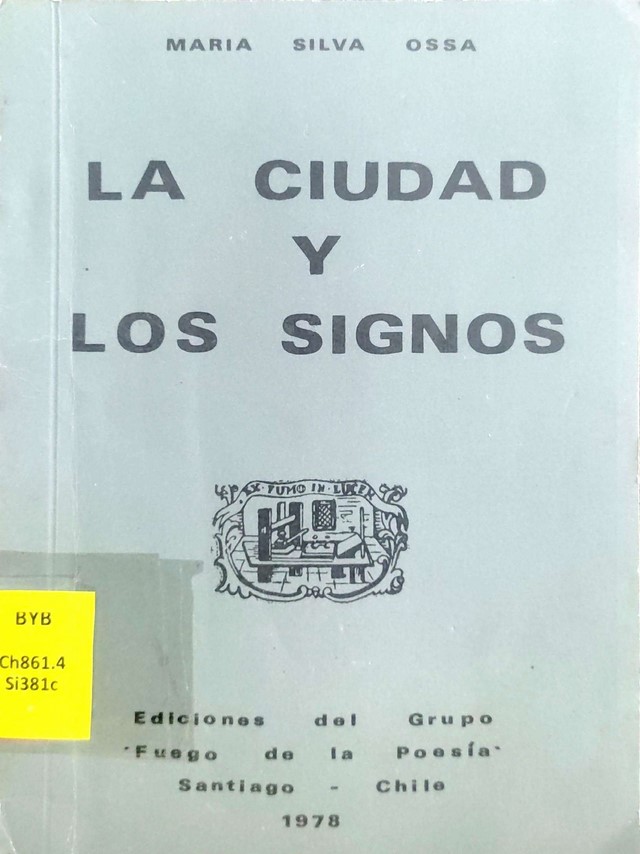 MARIA SILVA OSSA
LA CIUDAD
Y
LOS SIGNOS
EX · FUMO IN · LUCEM
BYB
Ch861.4
Si381c
Ediciones del Grupo
"Fuego de la Poesía"
Santiago - Chile
1978